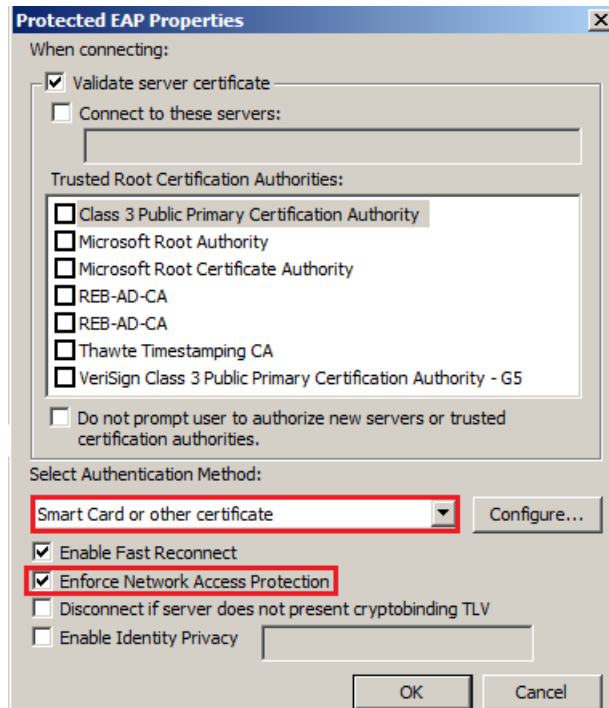 Protected EAP Properties
When connecting:
Validate server certificate
Connect to these servers:
Trusted Root Certification Authorities:
Class 3 Public Primary Certification Authority
Microsoft Root Authority
Microsoft Root Certificate Authority
REB-AD-CA
REB-AD-CA
Thawte Timestamping CA
VeriSign Class 3 Public Primary Certification Authority - G5
Do not prompt user to authorize new servers or trusted
certification authorities.
Select Authentication Method:
Smart Card or other certificate Configure...
Enable Fast Reconnect
Enforce Network Access Protection
Disconnect if server does not present cryptobinding TLV
Enable Identity Privacy
OK Cancel